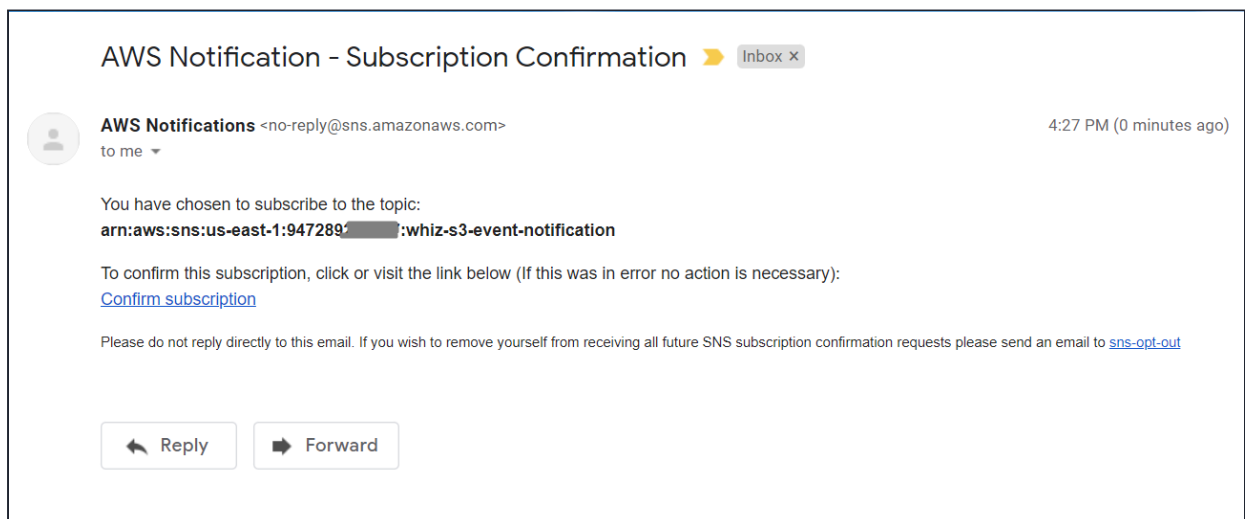 AWS Notification - Subscription Confirmation Inbox ×
AWS Notifications <no-reply@sns.amazonaws.com> 4:27 PM (0 minutes ago)
to me
You have chosen to subscribe to the topic:
arn:aws:sns:us-east-1:947289 :whiz-s3-event-notification
To confirm this subscription, click or visit the link below (If this was in error no action is necessary):
Confirm subscription
Please do not reply directly to this email. If you wish to remove yourself from receiving all future SNS subscription confirmation requests please send an email to sns-opt-out
Reply Forward